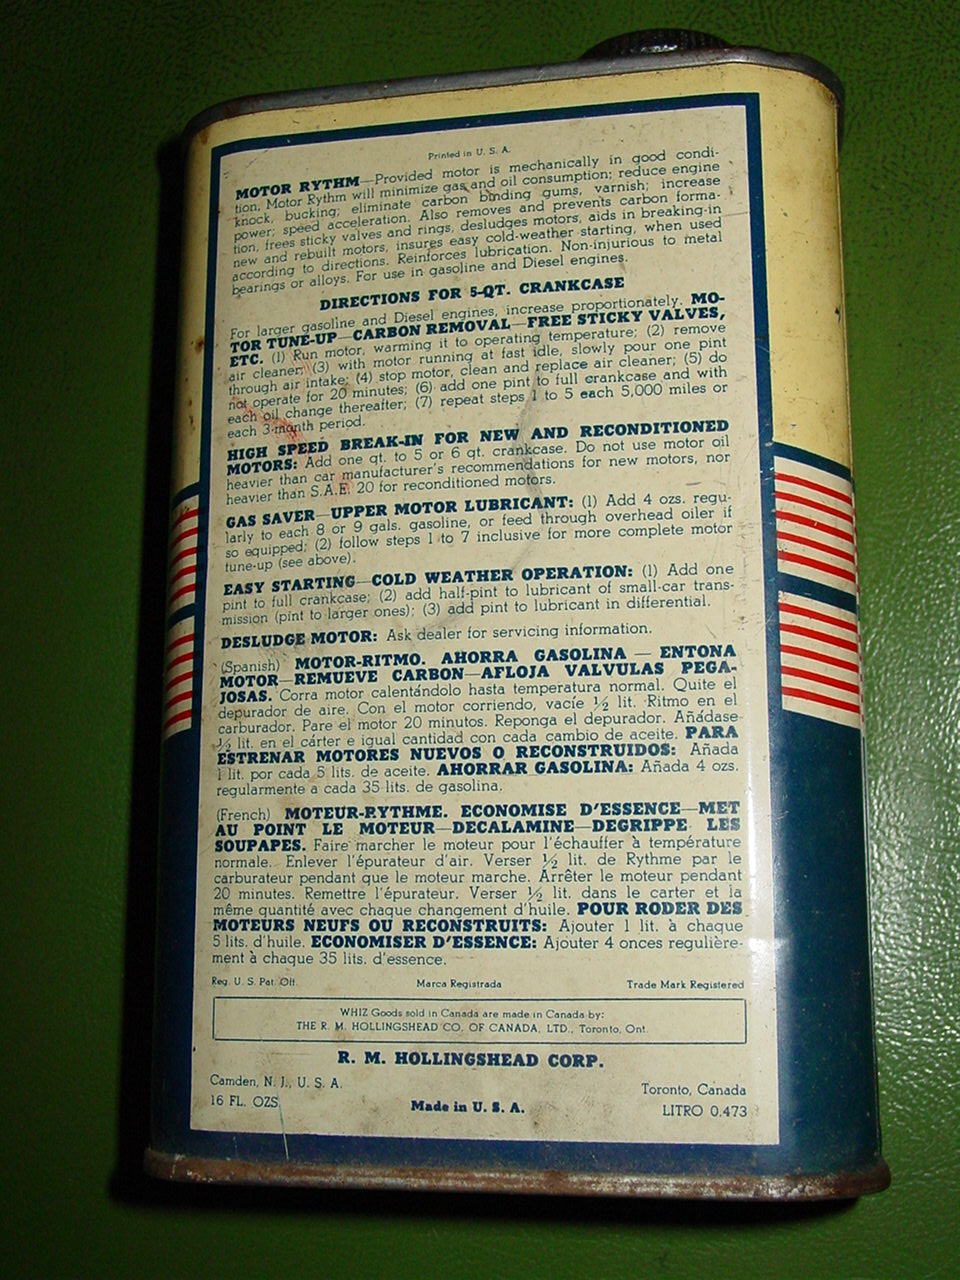 Printed in U. S. A.
MOTOR RYTHM—Provided motor is mechanically in good condi-
tion, Motor Rythm will minimize gas and oil consumption; reduce engine
knock, bucking; eliminate carbon binding gums, varnish; increase
power; speed acceleration. Also removes and prevents carbon forma-
tion, frees sticky valves and rings, desludges motors, aids in breaking-in
new and rebuilt motors, insures easy cold-weather starting, when used
according to directions. Reinforces lubrication. Non-injurious to metal
bearings or alloys. For use in gasoline and Diesel engines.
DIRECTIONS FOR 5-QT. CRANKCASE
For larger gasoline and Diesel engines, increase proportionately. MO-
TOR TUNE-UP—CARBON REMOVAL—FREE STICKY VALVES,
ETC. (1) Run motor, warming it to operating temperature; (2) remove
air cleaner; (3) with motor running at fast idle, slowly pour one pint
through air intake; (4) stop motor, clean and replace air cleaner; (5) do
not operate for 20 minutes; (6) add one pint to full crankcase and with
each oil change thereafter; (7) repeat steps 1 to 5 each 5,000 miles or
each 3-month period.
HIGH SPEED BREAK-IN FOR NEW AND RECONDITIONED
MOTORS: Add one qt. to 5 or 6 qt. crankcase. Do not use motor oil
heavier than car manufacturer's recommendations for new motors, nor
heavier than S.A.E. 20 for reconditioned motors.
GAS SAVER—UPPER MOTOR LUBRICANT: (1) Add 4 ozs. regu-
larly to each 8 or 9 gals. gasoline, or feed through overhead oiler if
so equipped; (2) follow steps 1 to 7 inclusive for more complete motor
tune-up (see above).
EASY STARTING—COLD WEATHER OPERATION: (1) Add one
pint to full crankcase; (2) add half-pint to lubricant of small-car trans-
mission (pint to larger ones); (3) add pint to lubricant in differential.
DESLUDGE MOTOR: Ask dealer for servicing information.
(Spanish) MOTOR-RITMO. AHORRA GASOLINA — ENTONA
MOTOR—REMUEVE CARBON—AFLOJA VALVULAS PEGA-
JOSAS. Corra motor calentándolo hasta temperatura normal. Quite el
depurador de aire. Con el motor corriendo, vacíe ½ lit. Ritmo en el
carburador. Pare el motor 20 minutos. Reponga el depurador. Añádase
½ lit. en el cárter e igual cantidad con cada cambio de aceite. PARA
ESTRENAR MOTORES NUEVOS O RECONSTRUIDOS: Añada
1 lit. por cada 5 lits. de aceite. AHORRAR GASOLINA: Añada 4 ozs.
regularmente a cada 35 lits. de gasolina.
(French) MOTEUR-RYTHME. ECONOMISE D'ESSENCE—MET
AU POINT LE MOTEUR—DECALAMINE—DEGRIPPE LES
SOUPAPES. Faire marcher le moteur pour l'échauffer à température
normale. Enlever l'épurateur d'air. Verser ½ lit. de Rythme par le
carburateur pendant que le moteur marche. Arrêter le moteur pendant
20 minutes. Remettre l'épurateur. Verser ½ lit. dans le carter et la
même quantité avec chaque changement d'huile. POUR RODER DES
MOTEURS NEUFS OU RECONSTRUITS: Ajouter 1 lit. à chaque
5 lits. d'huile. ECONOMISER D'ESSENCE: Ajouter 4 onces regulière-
ment à chaque 35 lits. d'essence.
Reg. U. S. Pat. Off. Marca Registrada Trade Mark Registered
WHIZ Goods sold in Canada are made in Canada by:
THE R. M. HOLLINGSHEAD CO. OF CANADA, LTD., Toronto, Ont.
R. M. HOLLINGSHEAD CORP.
Camden, N. J., U. S. A. Toronto, Canada
16 FL. OZS. Made in U. S. A. LITRO 0.473